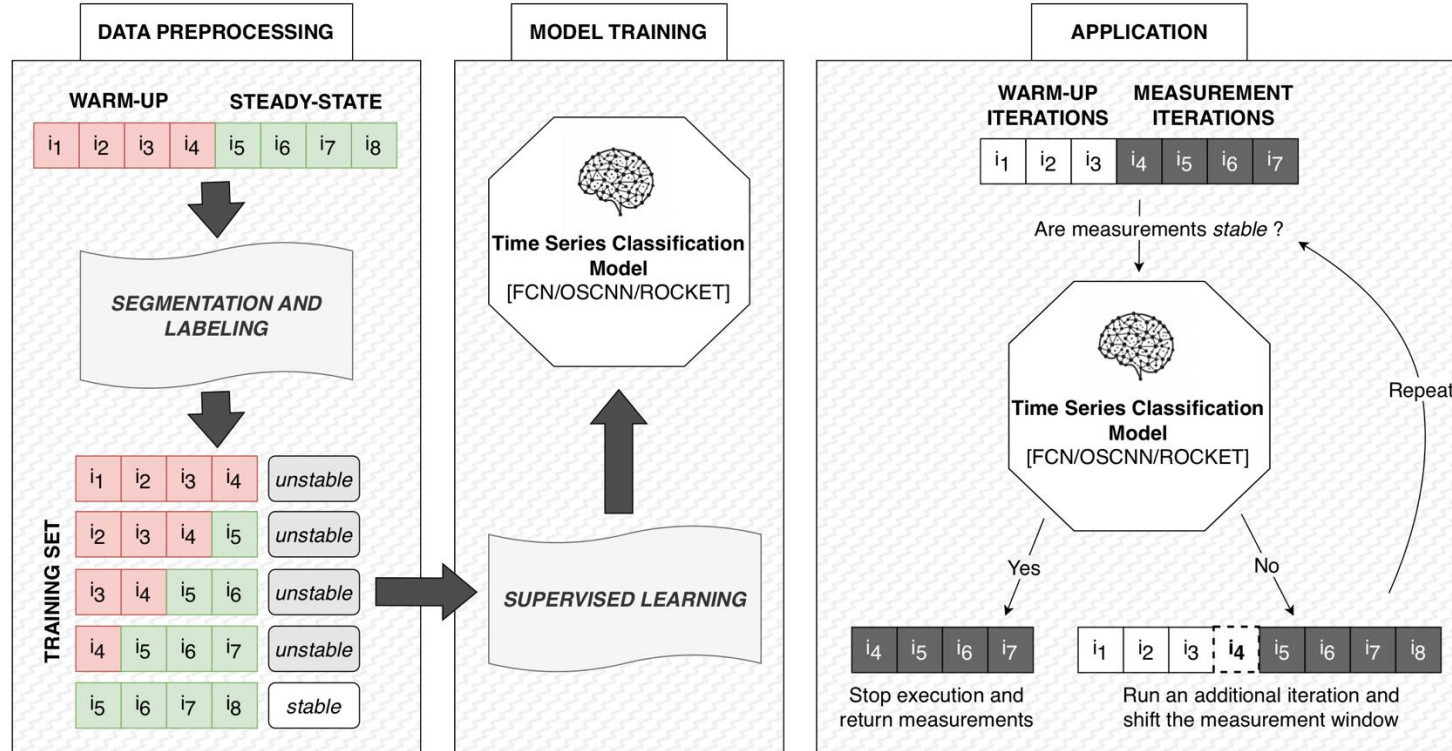 DATA PREPROCESSING
WARM-UP STEADY-STATE
i1 i2 i3 i4 i5 i6 i7 i8
SEGMENTATION AND
LABELING
TRAINING SET
i1 i2 i3 i4 unstable
i2 i3 i4 i5 unstable
i3 i4 i5 i6 unstable
i4 i5 i6 i7 unstable
i5 i6 i7 i8 stable
MODEL TRAINING
Time Series Classification
Model
[FCN/OSCNN/ROCKET]
SUPERVISED LEARNING
APPLICATION
WARM-UP
ITERATIONS
MEASUREMENT
ITERATIONS
i1 i2 i3 i4 i5 i6 i7
Are measurements stable ?
Time Series Classification
Model
[FCN/OSCNN/ROCKET]
Repeat
Yes
No
i4 i5 i6 i7
Stop execution and
return measurements
i1 i2 i3 i4 i5 i6 i7 i8
Run an additional iteration and
shift the measurement window